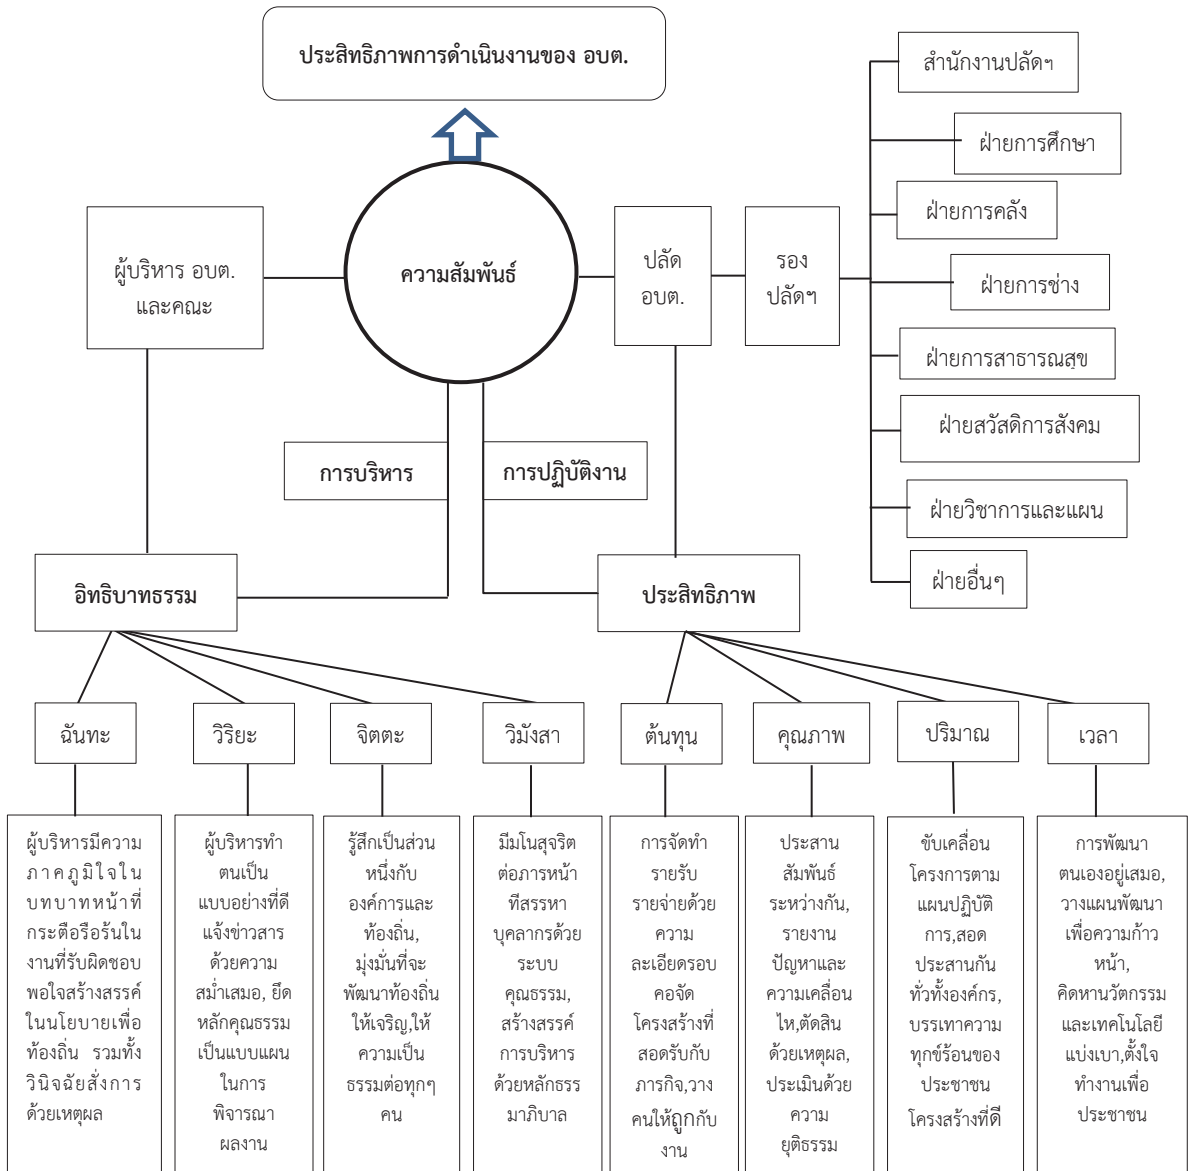 ประสิทธิภาพการดำเนินงานของ อบต.
ผู้บริหาร อบต.
และคณะ
ความสัมพันธ์
ปลัด
อบต.
รอง
ปลัดฯ
สำนักงานปลัดฯ
ฝ่ายการศึกษา
ฝ่ายการคลัง
ฝ่ายการช่าง
ฝ่ายการสาธารณสุข
ฝ่ายสวัสดิการสังคม
ฝ่ายวิชาการและแผน
ฝ่ายอื่นๆ
การบริหาร
การปฏิบัติงาน
อิทธิบาทธรรม
ประสิทธิภาพ
ฉันทะ
วิริยะ
จิตตะ
วิมังสา
ต้นทุน
คุณภาพ
ปริมาณ
เวลา
ผู้บริหารมีความ
ภาคภูมิใจใน
บทบาทหน้าที่
กระตือรือร้นใน
งานที่รับผิดชอบ
พอใจสร้างสรรค์
ในนโยบายเพื่อ
ท้องถิ่น รวมทั้ง
วินิจฉัยสั่งการ
ด้วยเหตุผล
ผู้บริหารทำ
ตนเป็น
แบบอย่างที่ดี
แจ้งข่าวสาร
ด้วยความ
สม่ำเสมอ, ยึด
หลักคุณธรรม
เป็นแบบแผน
ในการ
พิจารณา
ผลงาน
รู้สึกเป็นส่วน
หนึ่งกับ
องค์การและ
ท้องถิ่น,
มุ่งมั่นที่จะ
พัฒนาท้องถิ่น
ให้เจริญ,ให้
ความเป็น
ธรรมต่อทุกๆ
คน
มีมโนสุจริต
ต่อภารหน้า
ที่สรรหา
บุคลากรด้วย
ระบบ
คุณธรรม,
สร้างสรรค์
การบริหาร
ด้วยหลักธรร
มาภิบาล
การจัดทำ
รายรับ
รายจ่ายด้วย
ความ
ละเอียดรอบ
คอจัด
โครงสร้างที่
สอดรับกับ
ภารกิจ,วาง
คนให้ถูกกับ
งาน
ประสาน
สัมพันธ์
ระหว่างกัน,
รายงาน
ปัญหาและ
ความเคลื่อน
ไห,ตัดสิน
ด้วยเหตุผล,
ประเมินด้วย
ความ
ยุติธรรม
ขับเคลื่อน
โครงการตาม
แผนปฏิบัติ
การ,สอด
ประสานกัน
ทั่วทั้งองค์กร,
บรรเทาความ
ทุกข์ร้อนของ
ประชาชน
โครงสร้างที่ดี
การพัฒนา
ตนเองอยู่เสมอ,
วางแผนพัฒนา
เพื่อความก้าว
หน้า,
คิดหานวัตกรรม
และเทคโนโลยี
แบ่งเบา,ตั้งใจ
ทำงานเพื่อ
ประชาชน